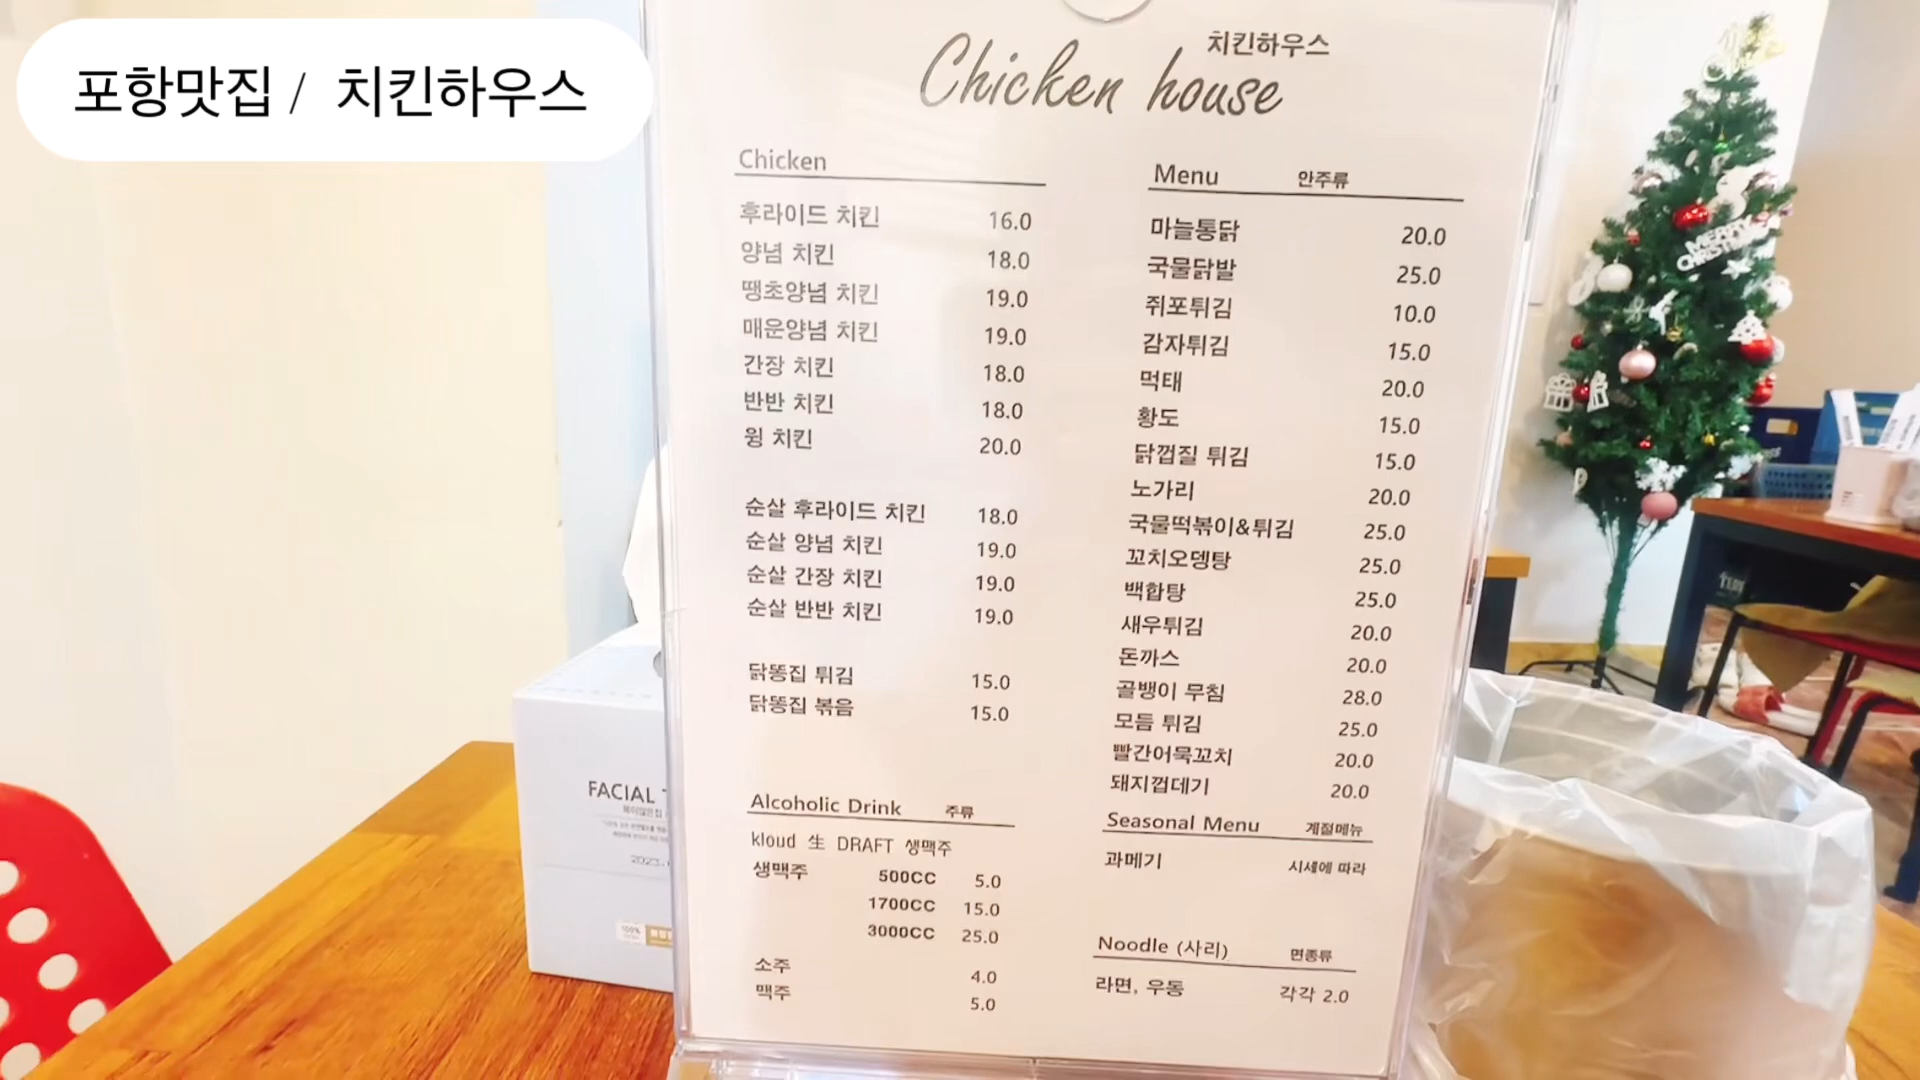 포항맛집 / 치킨하우스
치킨하우스
Chicken house
Chicken
후라이드 치킨 16.0
양념 치킨 18.0
땡초양념 치킨 19.0
매운양념 치킨 19.0
간장 치킨 18.0
반반 치킨 18.0
윙 치킨 20.0
순살 후라이드 치킨 18.0
순살 양념 치킨 19.0
순살 간장 치킨 19.0
순살 반반 치킨 19.0
닭똥집 튀김 15.0
닭똥집 볶음 15.0
Alcoholic Drink 주류
kloud 生 DRAFT 생맥주
생맥주 500CC 5.0
1700CC 15.0
3000CC 25.0
소주 4.0
맥주 5.0
Menu 안주류
마늘통닭 20.0
국물닭발 25.0
쥐포튀김 10.0
감자튀김 15.0
먹태 20.0
황도 15.0
닭껍질 튀김 15.0
노가리 20.0
국물떡볶이&튀김 25.0
꼬치오뎅탕 25.0
백합탕 25.0
새우튀김 20.0
돈까스 20.0
골뱅이 무침 28.0
모듬 튀김 25.0
빨간어묵꼬치 20.0
돼지껍데기 20.0
Seasonal Menu 계절메뉴
과메기 시세에 따라
Noodle (사리) 면종류
라면, 우동 각각 2.0
FACIAL
MERRY
CHRISTMAS